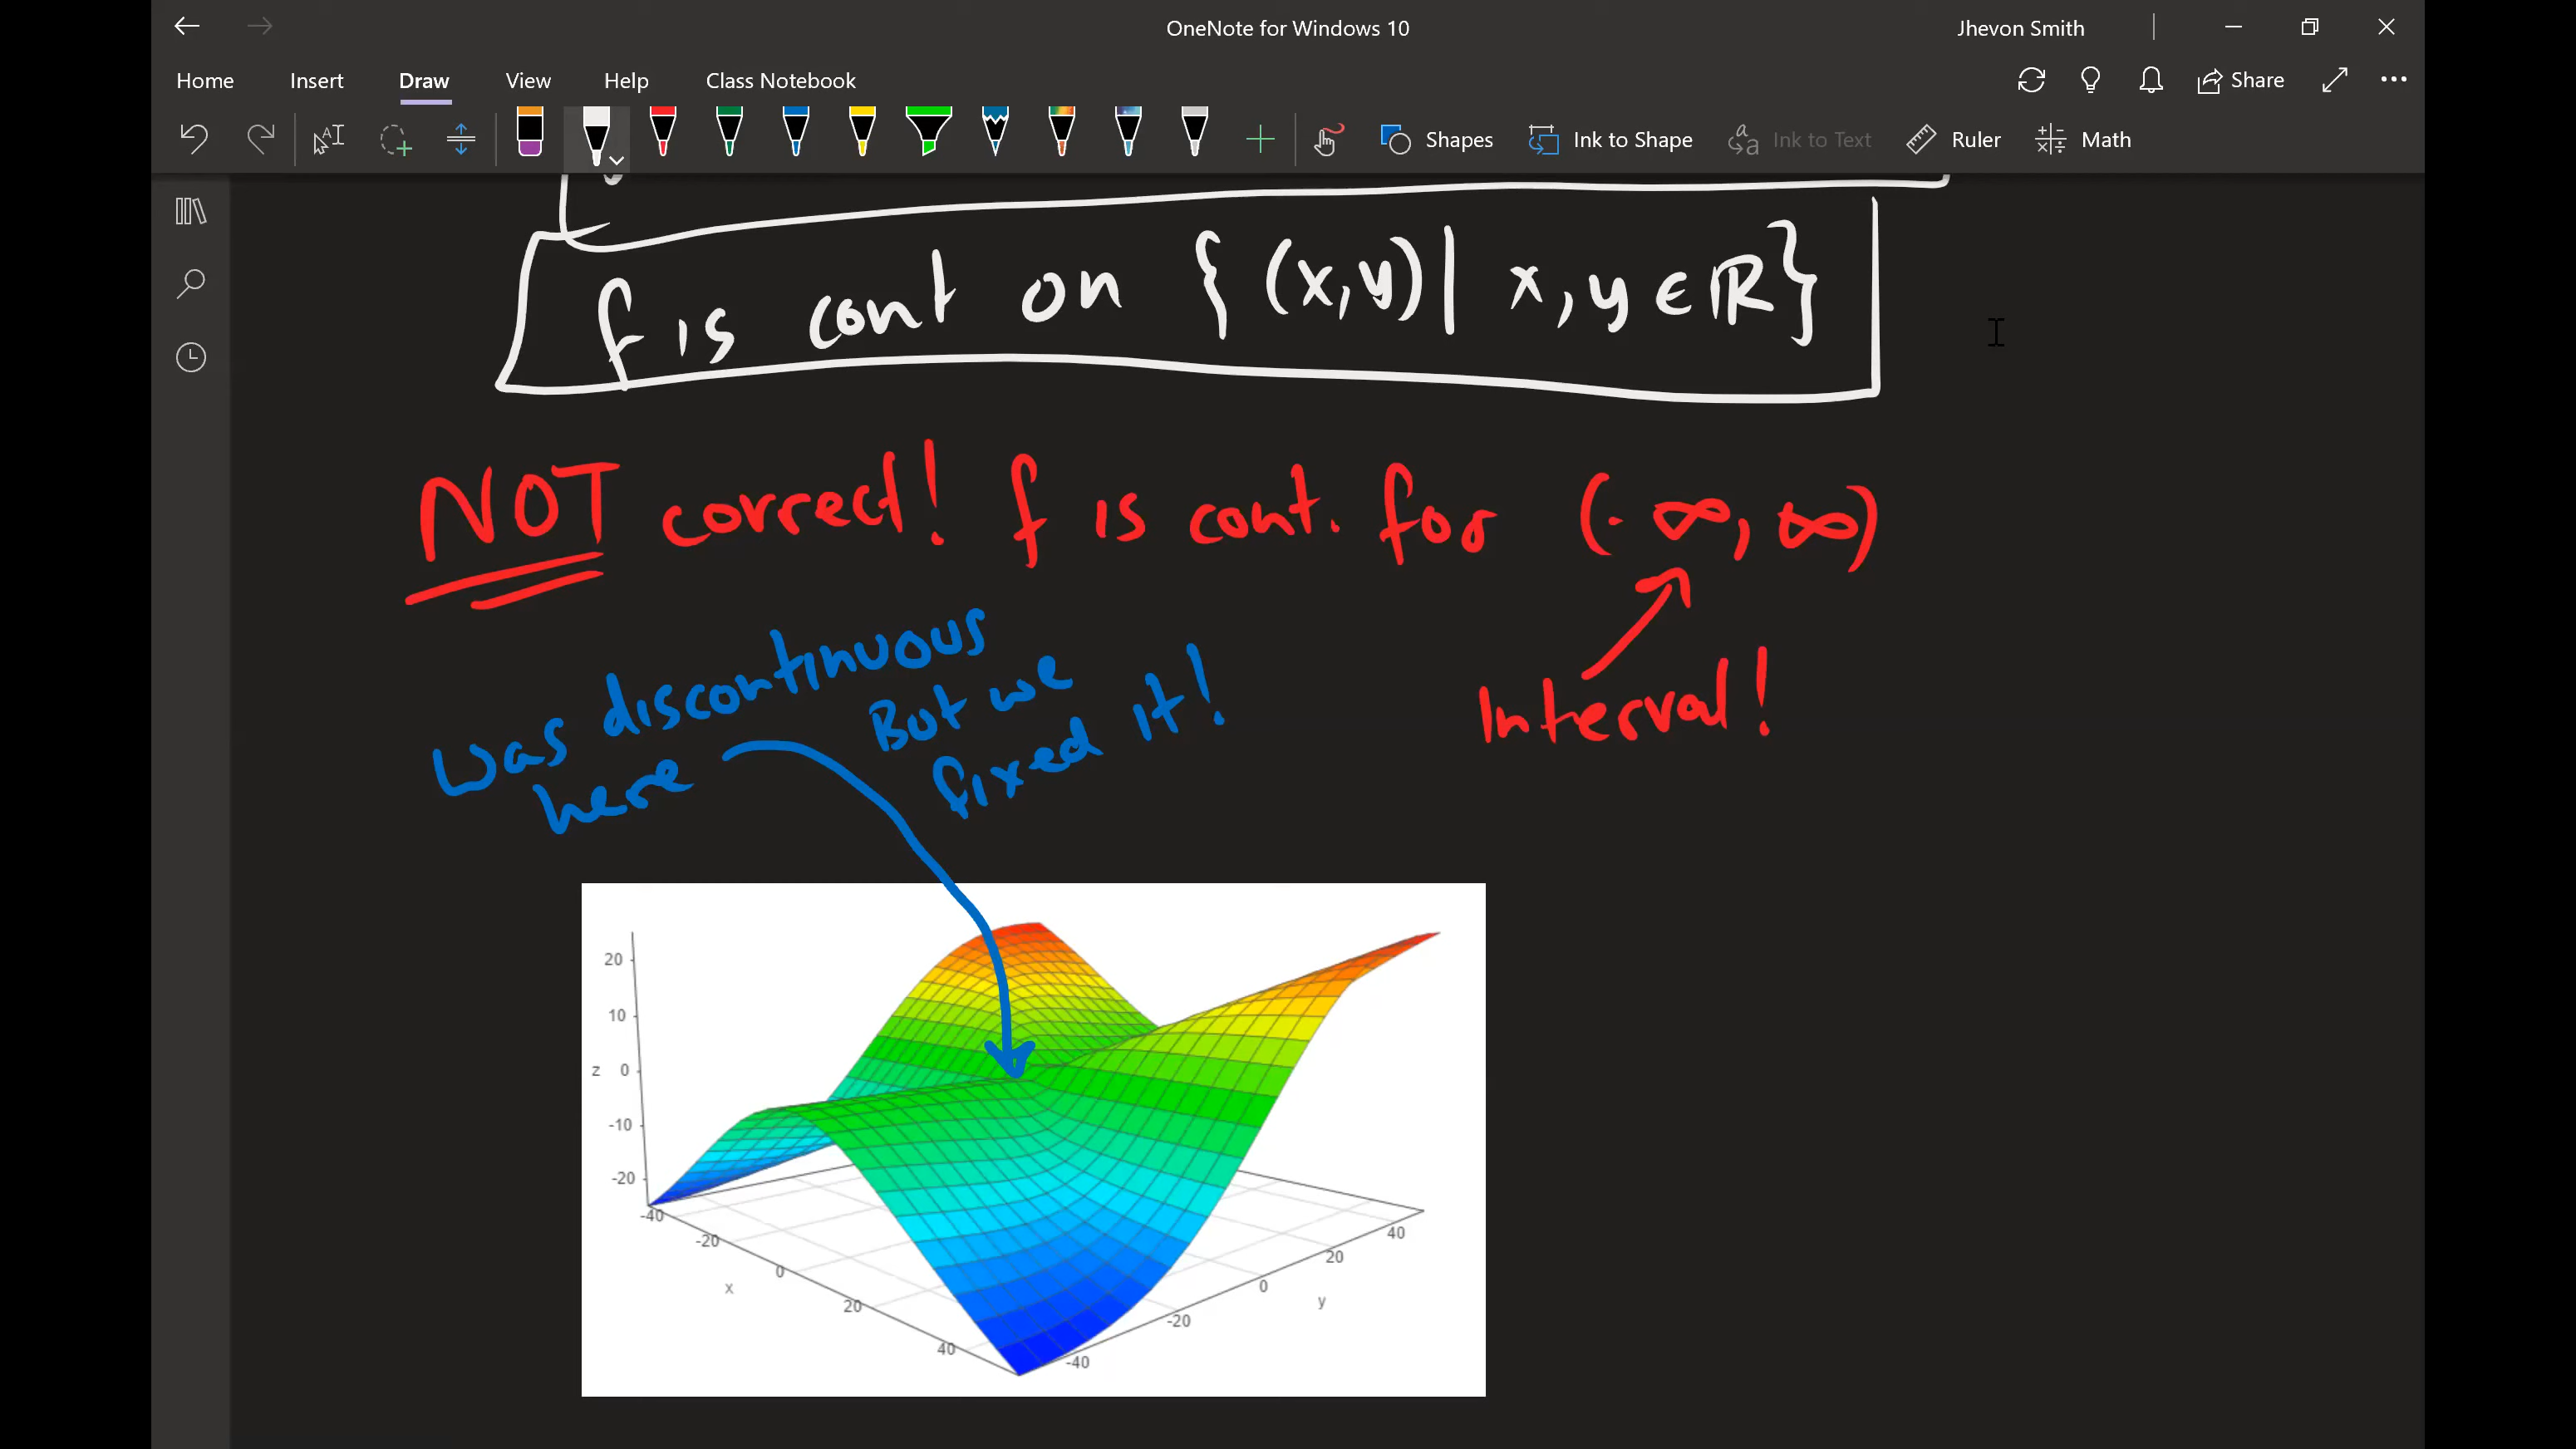 OneNote for Windows 10
Jhevon Smith
Home Insert Draw View Help Class Notebook
Share
Shapes Ink to Shape Ink to Text Ruler Math
f is cont on { (x,y) | x, y ∈ ℝ }
NOT correct! f is cont. for (-∞, ∞)
Interval!
was discontinuous
here
But we
fixed it!
20
10
z 0
-10
-20
-40
-20
0
20
40
x
-40
-20
0
20
40
y